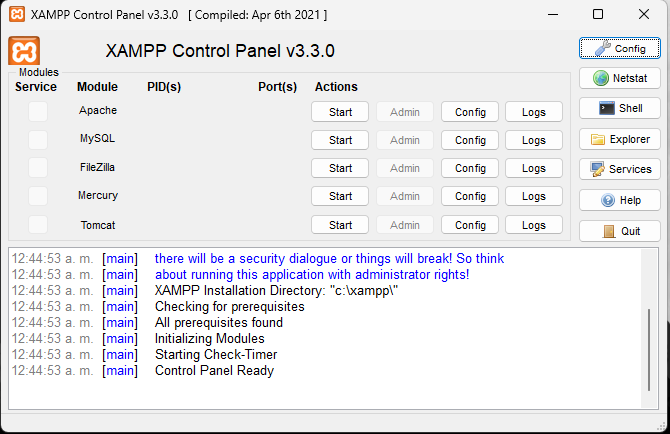 XAMPP Control Panel v3.3.0 [ Compiled: Apr 6th 2021 ]
XAMPP Control Panel v3.3.0
Config
Modules
Service Module PID(s) Port(s) Actions
Netstat
Apache Start Admin Config Logs
Shell
MySQL Start Admin Config Logs
Explorer
FileZilla Start Admin Config Logs
Services
Mercury Start Admin Config Logs
Help
Tomcat Start Admin Config Logs
Quit
12:44:53 a. m. [main] there will be a security dialogue or things will break! So think
12:44:53 a. m. [main] about running this application with administrator rights!
12:44:53 a. m. [main] XAMPP Installation Directory: "c:\xampp\"
12:44:53 a. m. [main] Checking for prerequisites
12:44:53 a. m. [main] All prerequisites found
12:44:53 a. m. [main] Initializing Modules
12:44:53 a. m. [main] Starting Check-Timer
12:44:53 a. m. [main] Control Panel Ready